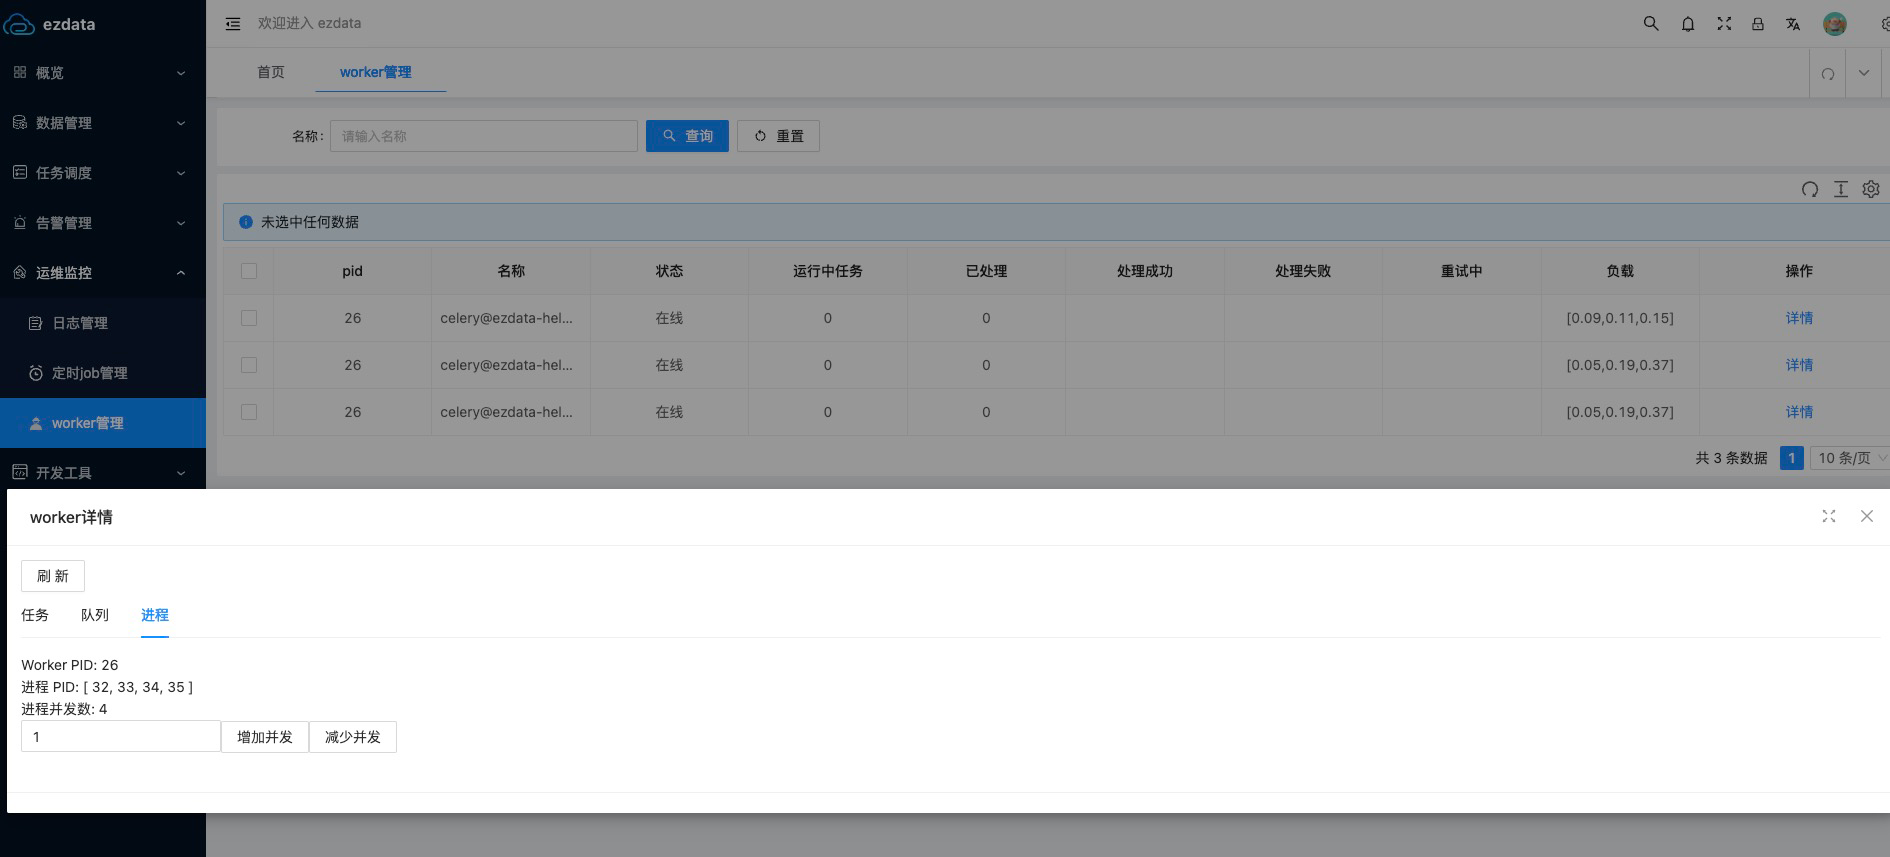 ezdata
欢迎进入 ezdata
概览
数据管理
任务调度
告警管理
运维监控
日志管理
定时job管理
worker管理
开发工具
首页 worker管理
名称: 请输入名称 查询 重置
未选中任何数据
pid 名称 状态 运行中任务 已处理 处理成功 处理失败 重试中 负载 操作
26 celery@ezdata-hel... 在线 0 0 [0.09,0.11,0.15] 详情
26 celery@ezdata-hel... 在线 0 0 [0.05,0.19,0.37] 详情
26 celery@ezdata-hel... 在线 0 0 [0.05,0.19,0.37] 详情
共 3 条数据 1 10 条/页
worker详情
刷 新
任务 队列 进程
Worker PID: 26
进程 PID: [ 32, 33, 34, 35 ]
进程并发数: 4
1 增加并发 减少并发